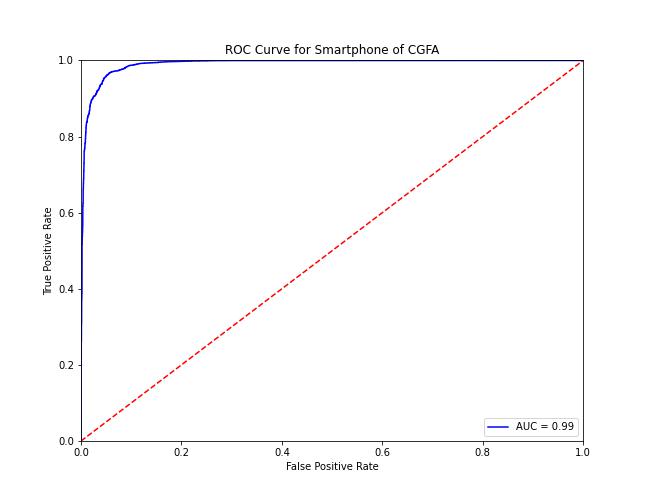 ROC Curve for Smartphone of CGFA
1.0
0.8
0.6
0.4
0.2
0.0
True Positive Rate
AUC = 0.99
0.0 0.2 0.4 0.6 0.8 1.0
False Positive Rate